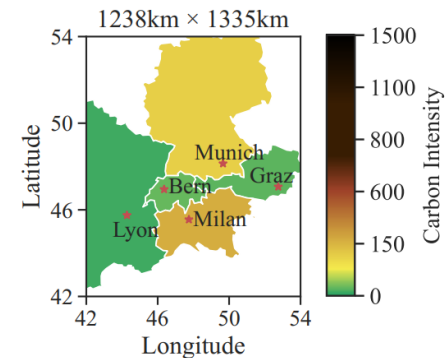 1238km × 1335km
54
50
46
42
Latitude
Munich
Bern
Graz
Lyon
Milan
42
46
50
54
Longitude
1500
1100
800
600
150
0
Carbon Intensity